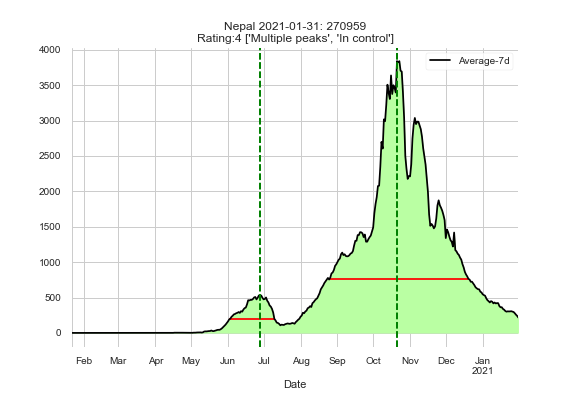 Nepal 2021-01-31: 270959
Rating:4 ['Multiple peaks', 'In control']
Average-7d
4000
3500
3000
2500
2000
1500
1000
500
0
Feb Mar Apr May Jun Jul Aug Sep Oct Nov Dec Jan
2021
Date